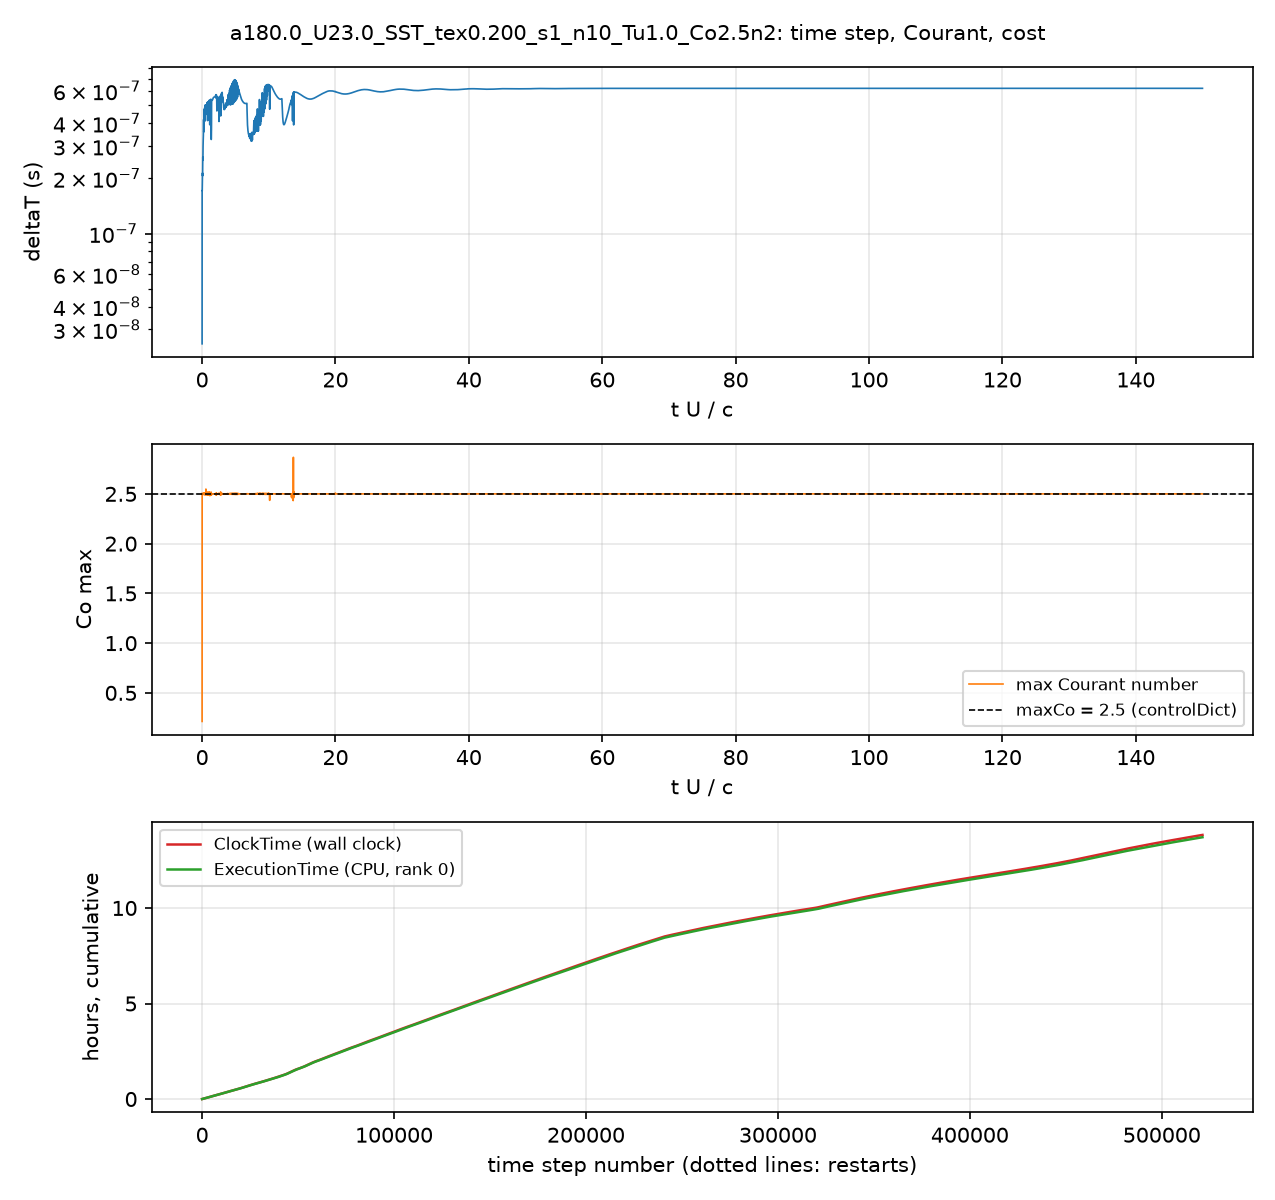 a180.0_U23.0_SST_tex0.200_s1_n10_Tu1.0_Co2.5n2: time step, Courant, cost
deltaT (s)
6 × 10⁻⁷
4 × 10⁻⁷
3 × 10⁻⁷
2 × 10⁻⁷
10⁻⁷
6 × 10⁻⁸
4 × 10⁻⁸
3 × 10⁻⁸
0 20 40 60 80 100 120 140
t U / c
Co max
2.5
2.0
1.5
1.0
0.5
max Courant number
maxCo = 2.5 (controlDict)
0 20 40 60 80 100 120 140
t U / c
ClockTime (wall clock)
ExecutionTime (CPU, rank 0)
hours, cumulative
10
5
0
0 100000 200000 300000 400000 500000
time step number (dotted lines: restarts)